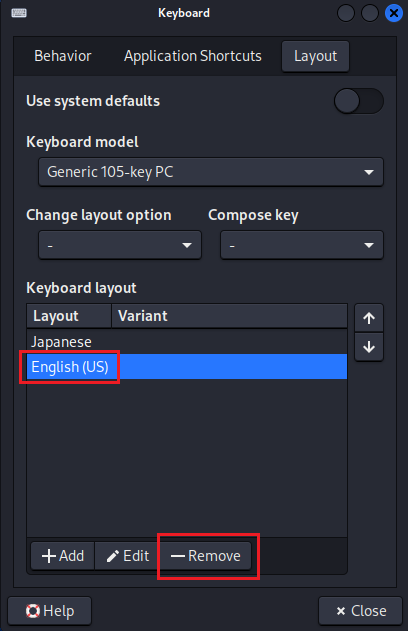 Keyboard
Behavior Application Shortcuts Layout
Use system defaults
Keyboard model
Generic 105-key PC
Change layout option Compose key
- -
Keyboard layout
Layout Variant
Japanese
English (US)
Add Edit Remove
Help Close